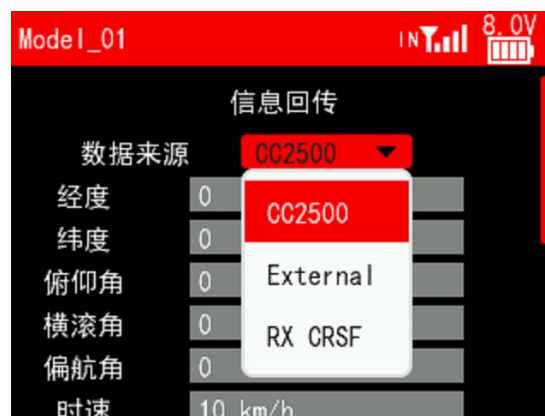 Model_01 IN 8.0V
信息回传
数据来源 CC2500
经度 0
CC2500
纬度 0
俯仰角 0 External
横滚角 0
RX CRSF
偏航角 0
时速 10 km/h